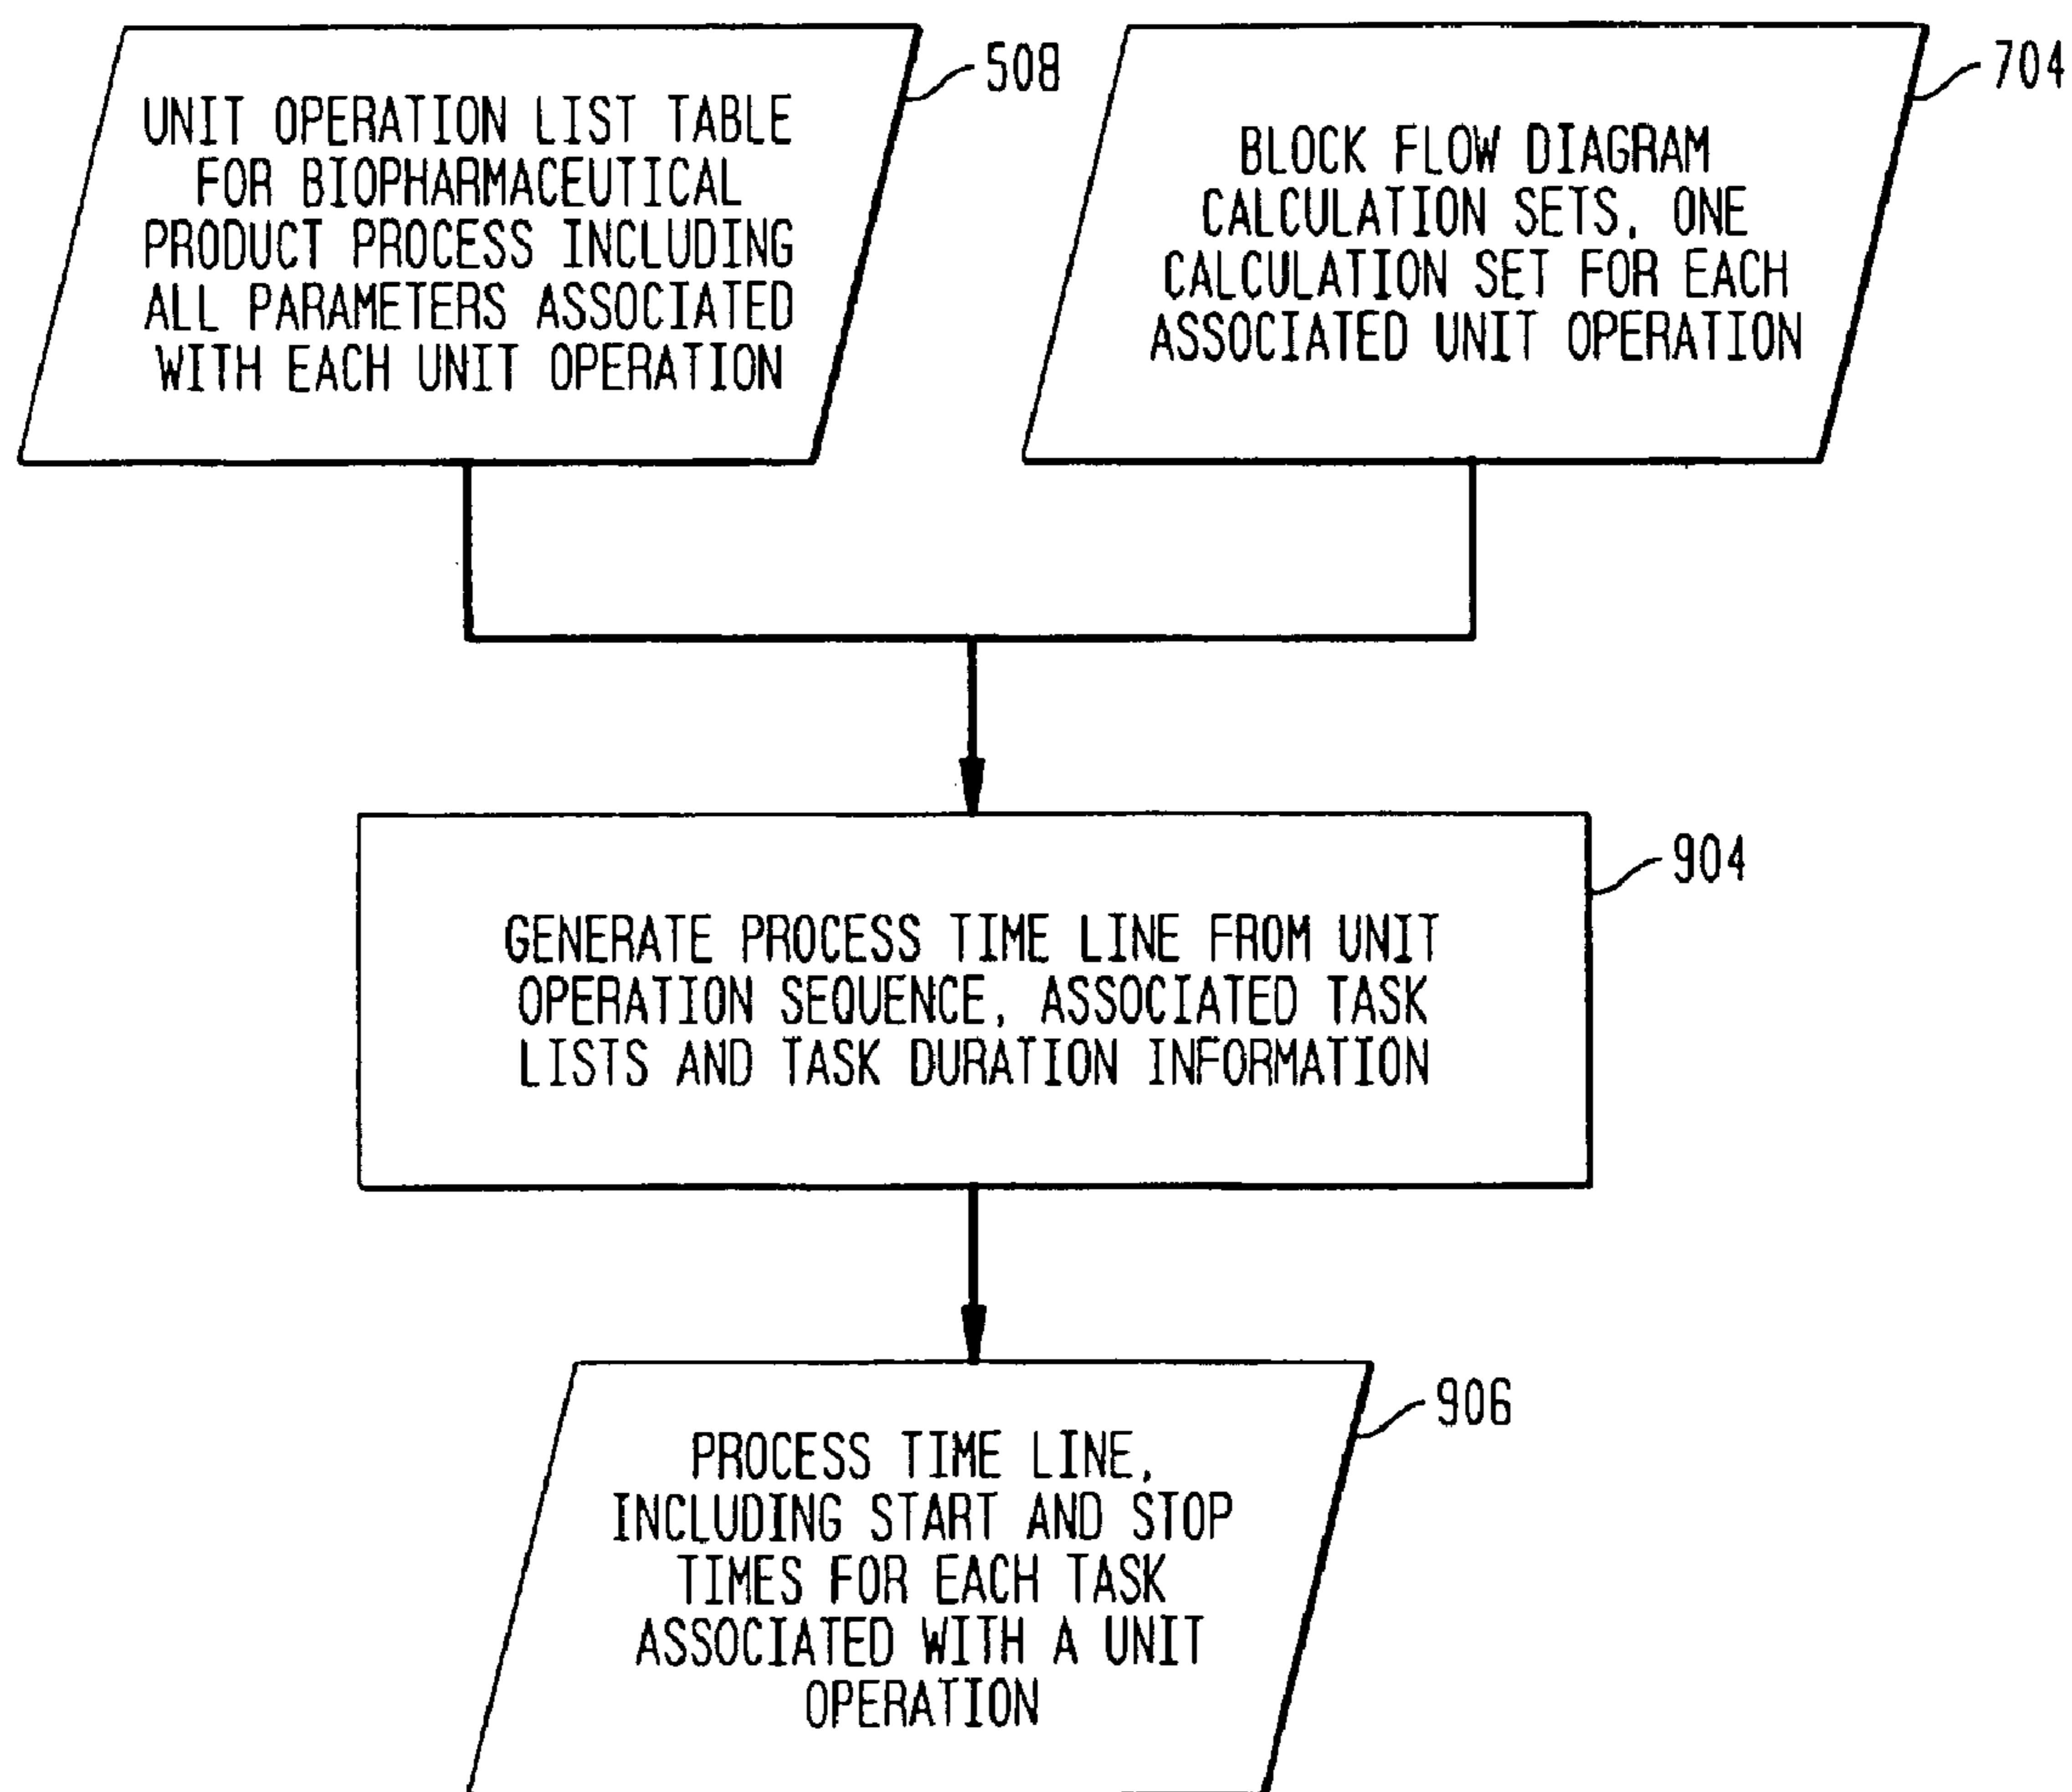 508
UNIT OPERATION LIST TABLE
FOR BIOPHARMACEUTICAL
PRODUCT PROCESS INCLUDING
ALL PARAMETERS ASSOCIATED
WITH EACH UNIT OPERATION
704
BLOCK FLOW DIAGRAM
CALCULATION SETS, ONE
CALCULATION SET FOR EACH
ASSOCIATED UNIT OPERATION
904
GENERATE PROCESS TIME LINE FROM UNIT
OPERATION SEQUENCE, ASSOCIATED TASK
LISTS AND TASK DURATION INFORMATION
906
PROCESS TIME LINE,
INCLUDING START AND STOP
TIMES FOR EACH TASK
ASSOCIATED WITH A UNIT
OPERATION